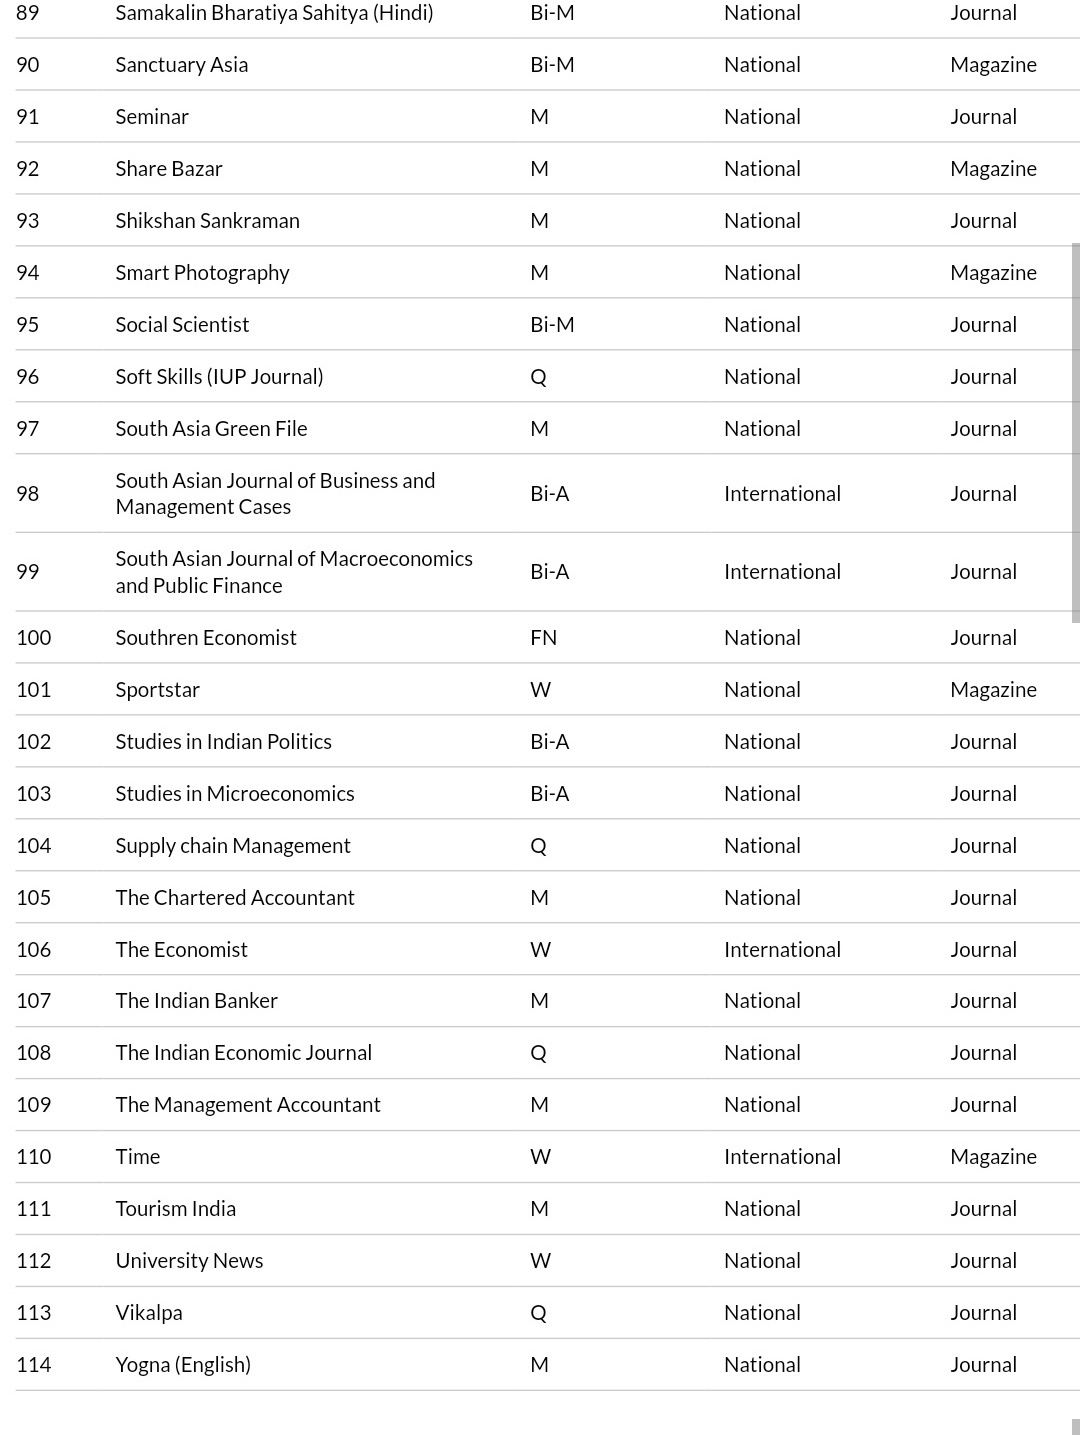 89 Samakalin Bharatiya Sahitya (Hindi) Bi-M National Journal
90 Sanctuary Asia Bi-M National Magazine
91 Seminar M National Journal
92 Share Bazar M National Magazine
93 Shikshan Sankraman M National Journal
94 Smart Photography M National Magazine
95 Social Scientist Bi-M National Journal
96 Soft Skills (IUP Journal) Q National Journal
97 South Asia Green File M National Journal
98 South Asian Journal of Business and
Management Cases Bi-A International Journal
99 South Asian Journal of Macroeconomics
and Public Finance Bi-A International Journal
100 Southren Economist FN National Journal
101 Sportstar W National Magazine
102 Studies in Indian Politics Bi-A National Journal
103 Studies in Microeconomics Bi-A National Journal
104 Supply chain Management Q National Journal
105 The Chartered Accountant M National Journal
106 The Economist W International Journal
107 The Indian Banker M National Journal
108 The Indian Economic Journal Q National Journal
109 The Management Accountant M National Journal
110 Time W International Magazine
111 Tourism India M National Journal
112 University News W National Journal
113 Vikalpa Q National Journal
114 Yogna (English) M National Journal